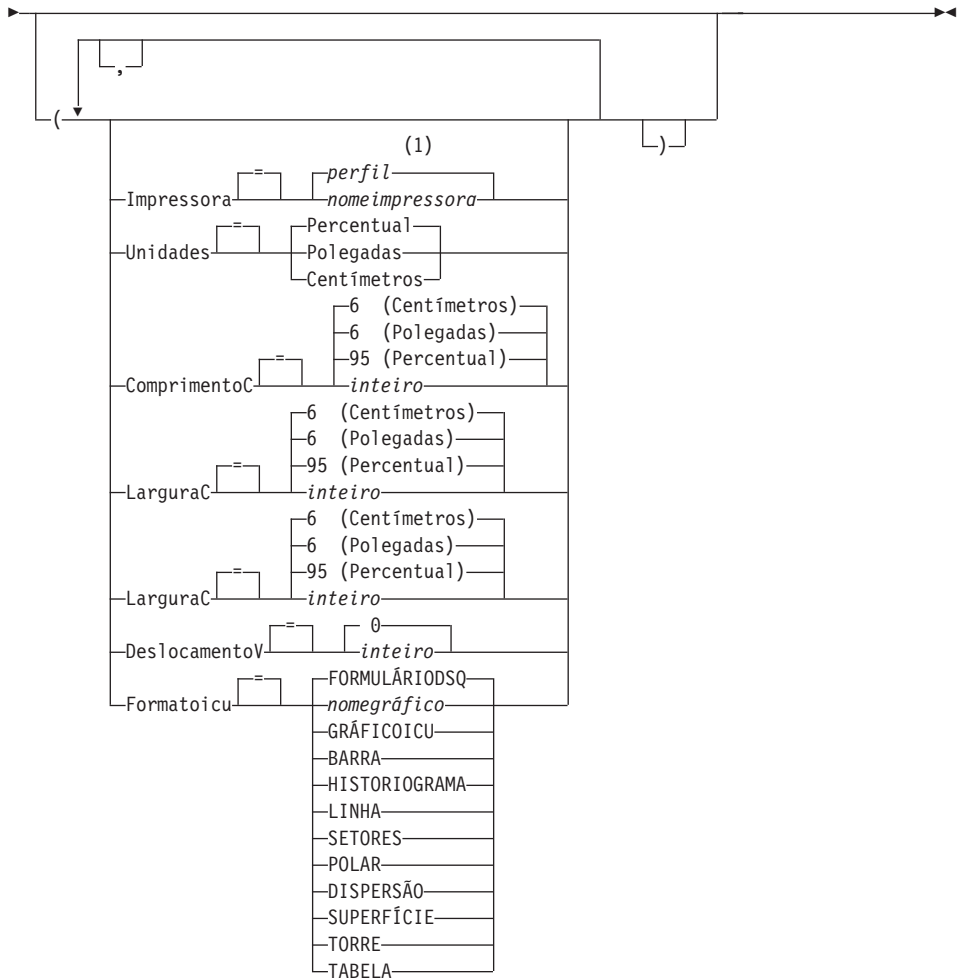 ,
(
)
(1)
Impressora = perfil
nomeimpressora
Unidades = Percentual
Polegadas
Centímetros
ComprimentoC = 6 (Centímetros)
6 (Polegadas)
95 (Percentual)
inteiro
LarguraC = 6 (Centímetros)
6 (Polegadas)
95 (Percentual)
inteiro
LarguraC = 6 (Centímetros)
6 (Polegadas)
95 (Percentual)
inteiro
DeslocamentoV = 0
inteiro
Formatoicu = FORMULÁRIODSQ
nomegráfico
GRÁFICOICU
BARRA
HISTORIOGRAMA
LINHA
SETORES
POLAR
DISPERSÃO
SUPERFÍCIE
TORRE
TABELA